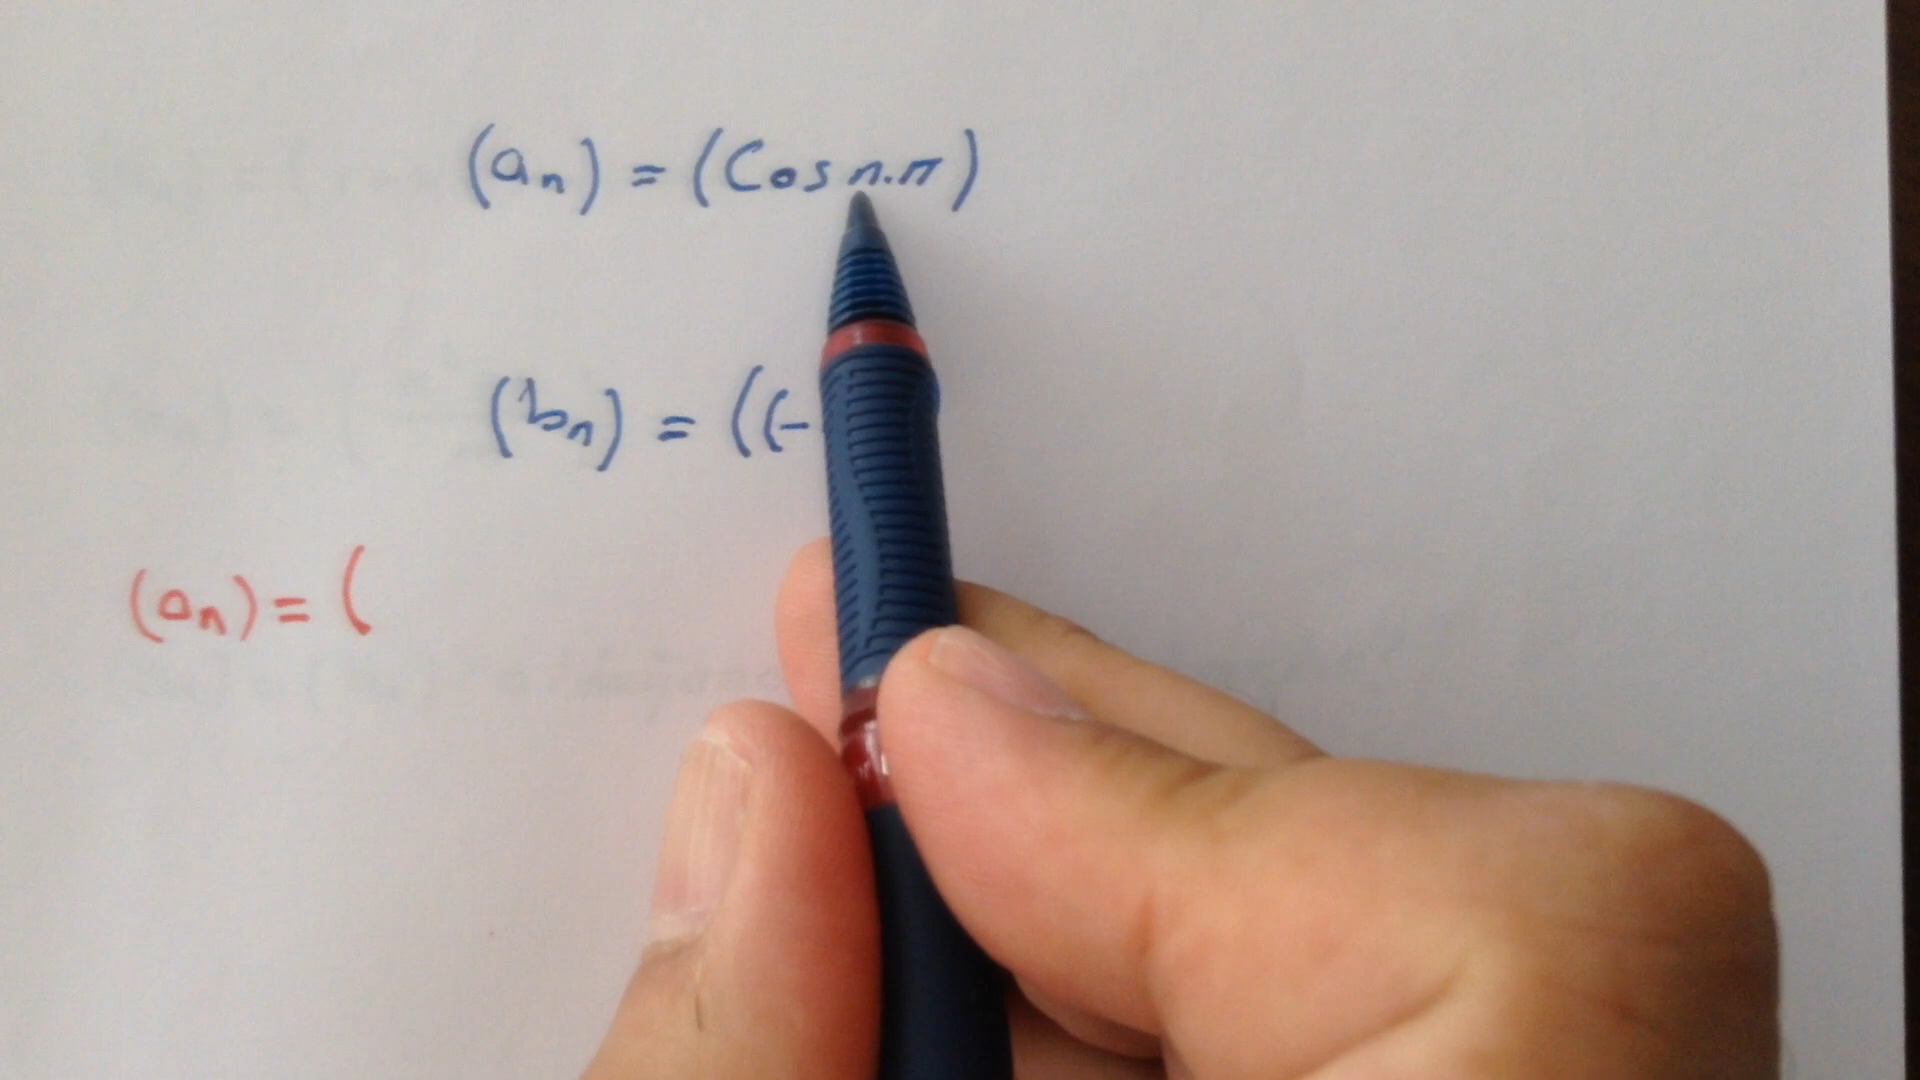 (an) = (Cos n.π)
(bn) = ((-
(an) = (